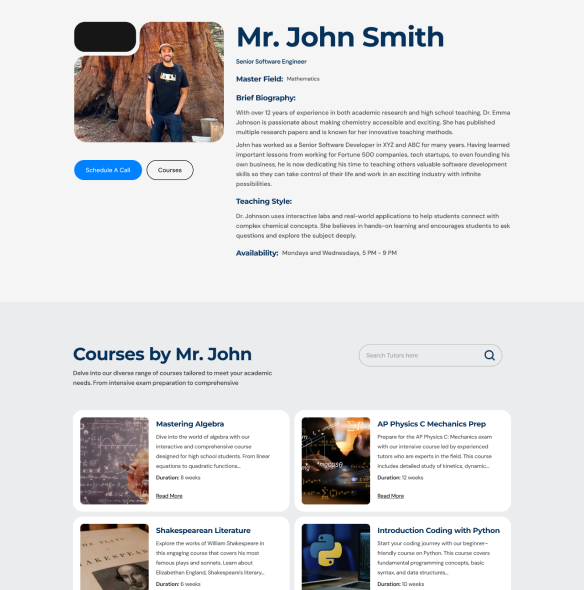 Mr. John Smith
Senior Software Engineer
Master Field: Mathematics
Brief Biography:
With over 12 years of experience in both academic research and high school teaching, Dr. Emma
Johnson is passionate about making chemistry accessible and exciting. She has published
multiple research papers and is known for her innovative teaching methods.
John has worked as a Senior Software Developer in XYZ and ABC for many years. Having learned
important lessons from working for Fortune 500 companies, tech startups, to even founding his
own business, he is now dedicating his time to teaching others valuable software development
skills so they can take control of their life and work in an exciting industry with infinite
possibilities.
Schedule A Call
Courses
Teaching Style:
Dr. Johnson uses interactive labs and real-world applications to help students connect with
complex chemical concepts. She believes in hands-on learning and encourages students to ask
questions and explore the subject deeply.
Availability: Mondays and Wednesdays, 5 PM - 9 PM
Courses by Mr. John
Delve into our diverse range of courses tailored to meet your academic
needs. From intensive exam preparation to comprehensive
Search Tutors here
Mastering Algebra
Dive into the world of algebra with our
interactive and comprehensive course
designed for high school students. From linear
equations to quadratic functions...
Duration: 8 weeks
Read More
AP Physics C Mechanics Prep
Prepare for the AP Physics C: Mechanics exam
with our intensive course led by experienced
tutors who are experts in the field. This course
includes detailed study of kinetics, dynamic...
Duration: 12 weeks
Read More
Shakespearean Literature
Explore the works of William Shakespeare in
this engaging course that covers his most
famous plays and sonnets. Learn about
Elizabethan England, Shakespeare's literary...
Duration: 6 weeks
Introduction Coding with Python
Start your coding journey with our beginner-
friendly course on Python. This course covers
fundamental programming concepts, basic
syntax, and data structures...
Duration: 10 weeks